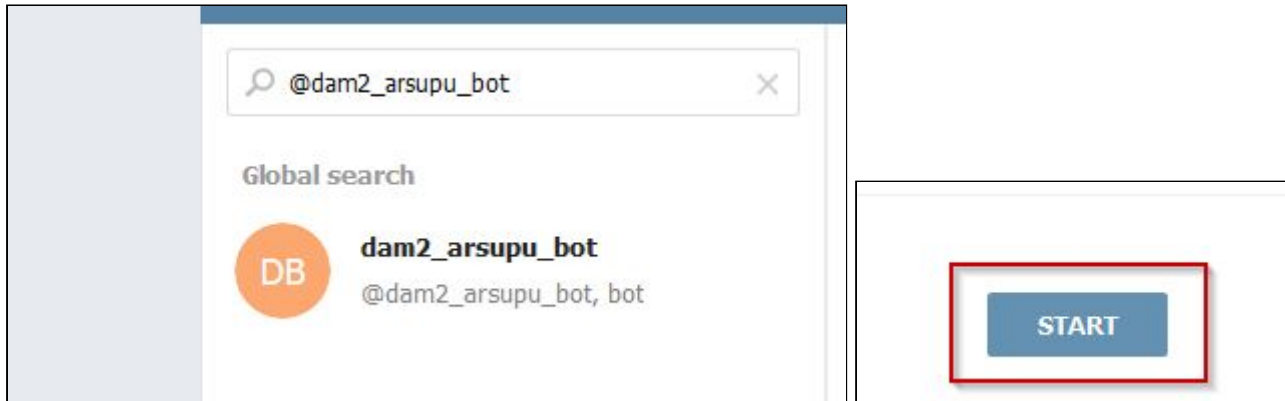 @dam2_arsupu_bot
Global search
DB
dam2_arsupu_bot
@dam2_arsupu_bot, bot
START